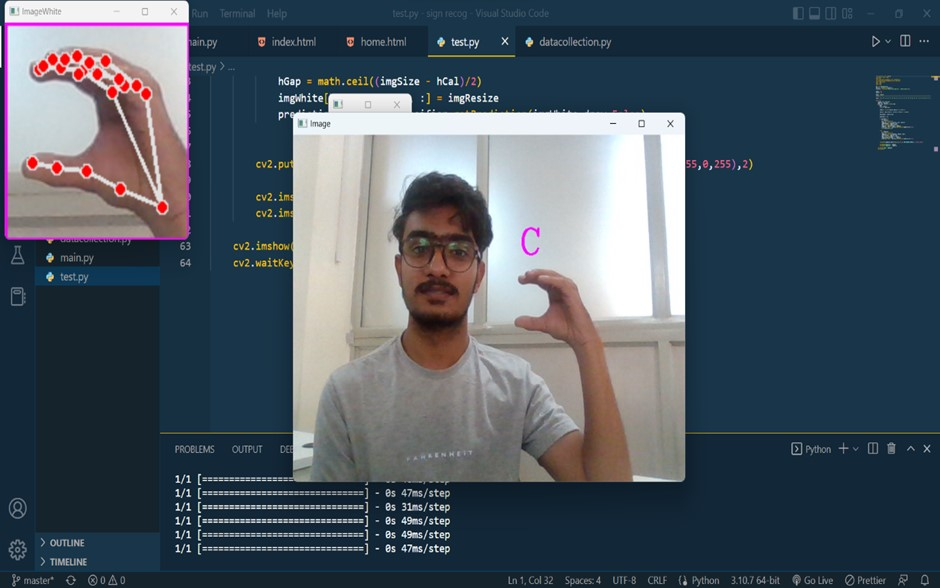 ImageWhite
Run Terminal Help
test.py - sign recog - Visual Studio Code
main.py
index.html
home.html
test.py
datacollection.py
test.py > ...
hGap = math.ceil((imgSize - hCal)/2)
:] = imgResize
Image
cv2.put
55,0,255),2)
cv2.ims
cv2.ims
63 cv2.imshow(
64 cv2.waitKey
datacollection.py
main.py
test.py
C
FAHRENHEIT
PROBLEMS OUTPUT DEB
Python
1/1 [==============================] - 0s 47ms/step
1/1 [==============================] - 0s 31ms/step
1/1 [==============================] - 0s 49ms/step
1/1 [==============================] - 0s 49ms/step
1/1 [==============================] - 0s 47ms/step
OUTLINE
TIMELINE
master* 0 0 Ln 1, Col 32 Spaces: 4 UTF-8 CRLF Python 3.10.7 64-bit Go Live Prettier